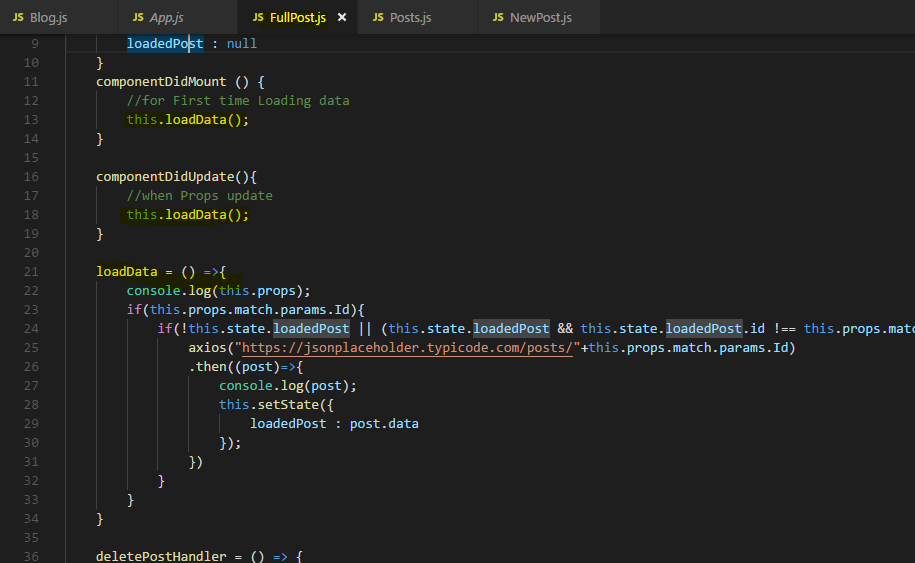 JS Blog.js JS App.js JS FullPost.js × JS Posts.js JS NewPost.js
9 loadedPost : null
10 }
11 componentDidMount () {
12 //for First time Loading data
13 this.loadData();
14 }
15
16 componentDidUpdate(){
17 //when Props update
18 this.loadData();
19 }
20
21 loadData = () =>{
22 console.log(this.props);
23 if(this.props.match.params.Id){
24 if(!this.state.loadedPost || (this.state.loadedPost && this.state.loadedPost.id !== this.props.matc
25 axios("https://jsonplaceholder.typicode.com/posts/"+this.props.match.params.Id)
26 .then((post)=>{
27 console.log(post);
28 this.setState({
29 loadedPost : post.data
30 });
31 })
32 }
33 }
34 }
35
36 deletePostHandler = () => {